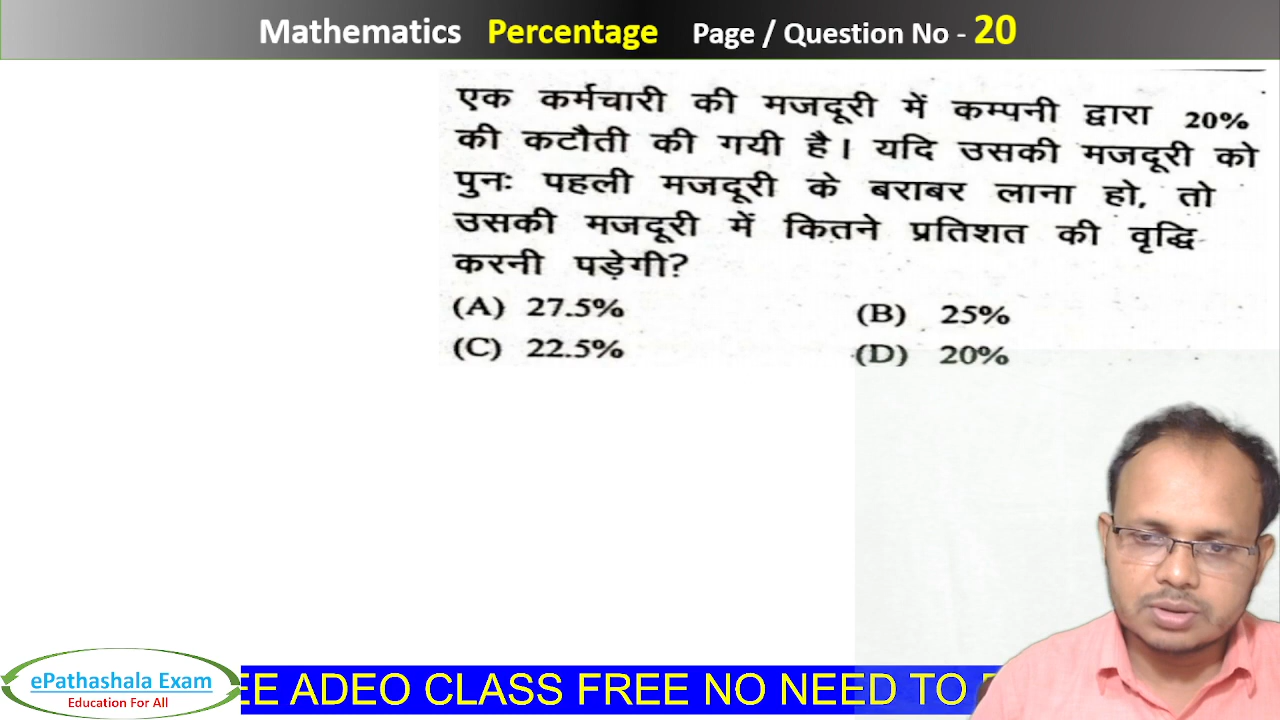 Mathematics Percentage Page / Question No - 20
एक कर्मचारी की मजदूरी में कम्पनी द्वारा 20%
की कटौती की गयी है। यदि उसकी मजदूरी को
पुनः पहली मजदूरी के बराबर लाना हो, तो
उसकी मजदूरी में कितने प्रतिशत की वृद्धि
करनी पड़ेगी?
(A) 27.5% (B) 25%
(C) 22.5% (D) 20%
ePathashala Exam
Education For All
EE ADEO CLASS FREE NO NEED TO